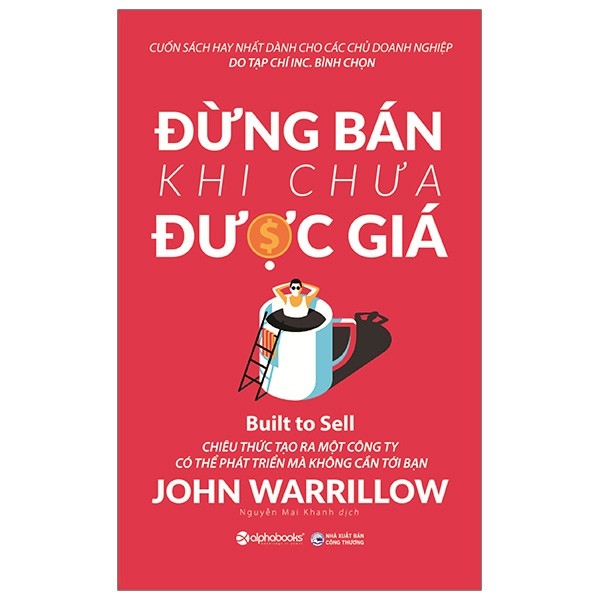 CUỐN SÁCH HAY NHẤT DÀNH CHO CÁC CHỦ DOANH NGHIỆP
DO TẠP CHÍ INC. BÌNH CHỌN
ĐỪNG BÁN
KHI CHƯA
ĐƯỢC GIÁ
Built to Sell
CHIÊU THỨC TẠO RA MỘT CÔNG TY
CÓ THỂ PHÁT TRIỂN MÀ KHÔNG CẦN TỚI BẠN
JOHN WARRILLOW
Nguyễn Mai Khanh dịch
alphabooks
NHÀ XUẤT BẢN
CÔNG THƯƠNG